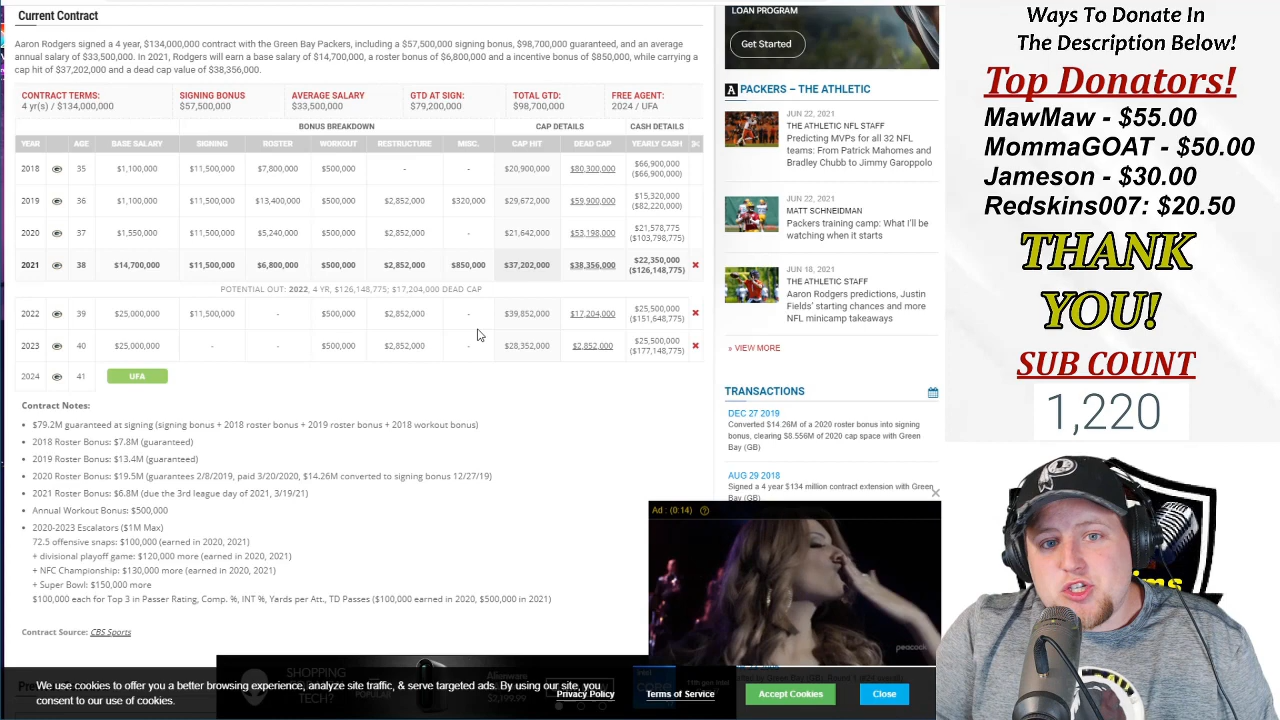 Current Contract
Aaron Rodgers signed a 4 year, $134,000,000 contract with the Green Bay Packers, including a $57,500,000 signing bonus, $98,700,000 guaranteed, and an average
annual salary of $33,500,000. In 2021, Rodgers will earn a base salary of $14,700,000, a roster bonus of $6,800,000 and a incentive bonus of $850,000, while carrying a
cap hit of $37,202,000 and a dead cap value of $38,356,000.
CONTRACT TERMS: SIGNING BONUS AVERAGE SALARY GTD AT SIGN: TOTAL GTD: FREE AGENT:
4 yr(s) / $134,000,000 $57,500,000 $33,500,000 $79,200,000 $98,700,000 2024 / UFA
BONUS BREAKDOWN CAP DETAILS CASH DETAILS
YEAR AGE BASE SALARY SIGNING ROSTER WORKOUT RESTRUCTURE MISC. CAP HIT DEAD CAP YEARLY CASH
2018 35 $1,100,000 $11,500,000 $7,800,000 $500,000 - - $20,900,000 $80,300,000 $66,900,000
($66,900,000)
2019 36 $1,100,000 $11,500,000 $13,400,000 $500,000 $2,852,000 $320,000 $29,672,000 $59,900,000 $15,320,000
($82,220,000)
2020 37 $11,500,000 $5,240,000 $500,000 $2,852,000 - $21,642,000 $53,198,000 $21,578,775
($103,798,775)
2021 38 $14,700,000 $11,500,000 $6,800,000 $500,000 $2,852,000 $850,000 $37,202,000 $38,356,000 $22,350,000
($126,148,775)
POTENTIAL OUT: 2022, 4 YR, $126,148,775; $17,204,000 DEAD CAP
2022 39 $25,000,000 $11,500,000 - $500,000 $2,852,000 - $39,852,000 $17,204,000 $25,500,000
($151,648,775)
2023 40 $25,000,000 - - $500,000 $2,852,000 - $28,352,000 $2,852,000 $25,500,000
($177,148,775)
2024 41 UFA
Contract Notes:
$79.2M guaranteed at signing (signing bonus + 2018 roster bonus + 2019 roster bonus + 2018 workout bonus)
2018 Roster Bonus: $7.8M (guaranteed)
2019 Roster Bonus: $13.4M (guaranteed)
2020 Roster Bonus: $19.5M (guarantees 2/8/2019, paid 3/20/2020, $14.26M converted to signing bonus 12/27/19)
2021 Roster Bonus: $6.8M (due the 3rd league day of 2021, 3/19/21)
Annual Workout Bonus: $500,000
2020-2023 Escalators ($1M Max)
72.5 offensive snaps: $100,000 (earned in 2020, 2021)
+ divisional playoff game: $120,000 more (earned in 2020, 2021)
+ NFC Championship: $130,000 more (earned in 2020, 2021)
+ Super Bowl: $150,000 more
$100,000 each for Top 3 in Passer Rating, Comp. %, INT %, Yards per Att., TD Passes ($100,000 earned in 2020, $500,000 in 2021)
Contract Source: CBS Sports
LOAN PROGRAM
Get Started
A PACKERS – THE ATHLETIC
JUN 22, 2021
THE ATHLETIC NFL STAFF
Predicting MVPs for all 32 NFL
teams: From Patrick Mahomes and
Bradley Chubb to Jimmy Garoppolo
JUN 22, 2021
MATT SCHNEIDMAN
Packers training camp: What I'll be
watching when it starts
JUN 18, 2021
THE ATHLETIC STAFF
Aaron Rodgers predictions, Justin
Fields' starting chances and more
NFL minicamp takeaways
» VIEW MORE
TRANSACTIONS
DEC 27 2019
Converted $14.26M of a 2020 roster bonus into signing
bonus, clearing $8.556M of 2020 cap space with Green
Bay (GB)
AUG 29 2018
Signed a 4 year $134 million contract extension with Green
Bay (GB)
Ad : (0:14)
peacock
SHOPPING
TECH?
Alienware
$2,199.99
intel
CORE
11th gen Intel
We use cookies to offer you a better browsing experience, analyze site traffic, & serve targeted ads. By using our site, you
consent to our use of cookies.
Privacy Policy
Terms of Service
Accept Cookies
Close
Ways To Donate In
The Description Below!
Top Donators!
MawMaw - $55.00
MommaGOAT - $50.00
Jameson - $30.00
Redskins007: $20.50
THANK
YOU!
SUB COUNT
1,220